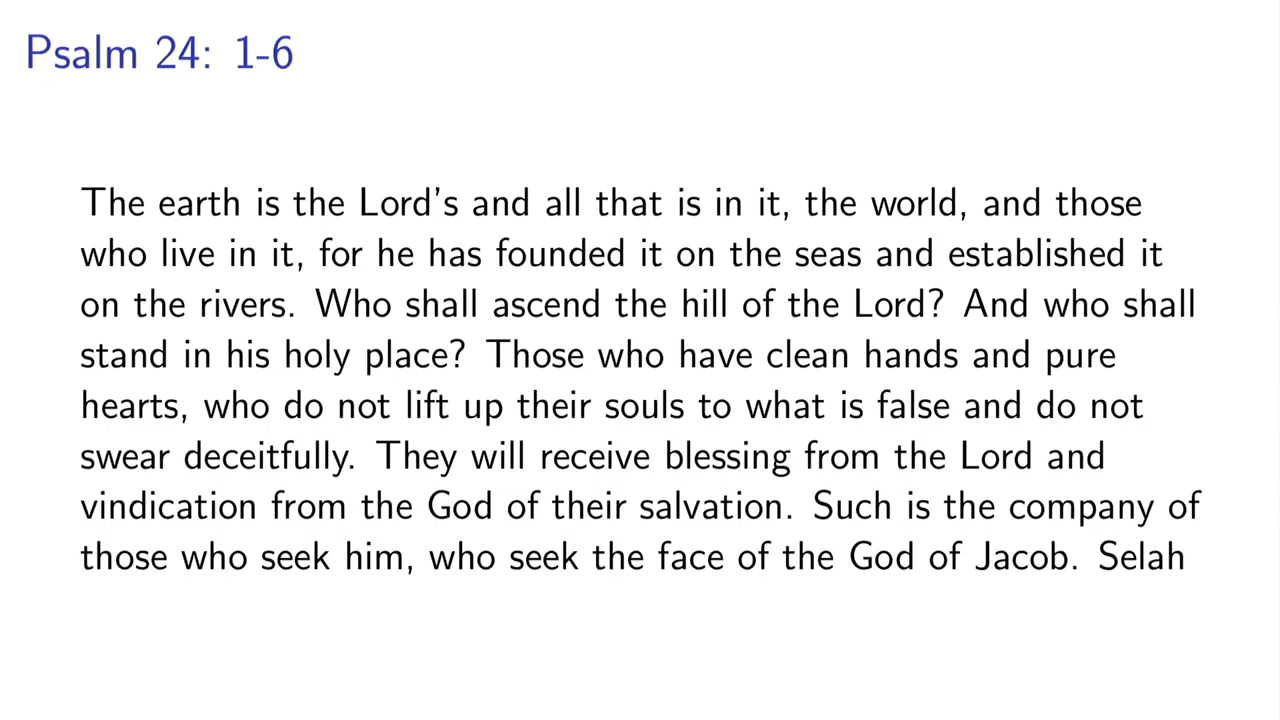 Psalm 24: 1-6
The earth is the Lord's and all that is in it, the world, and those
who live in it, for he has founded it on the seas and established it
on the rivers. Who shall ascend the hill of the Lord? And who shall
stand in his holy place? Those who have clean hands and pure
hearts, who do not lift up their souls to what is false and do not
swear deceitfully. They will receive blessing from the Lord and
vindication from the God of their salvation. Such is the company of
those who seek him, who seek the face of the God of Jacob. Selah